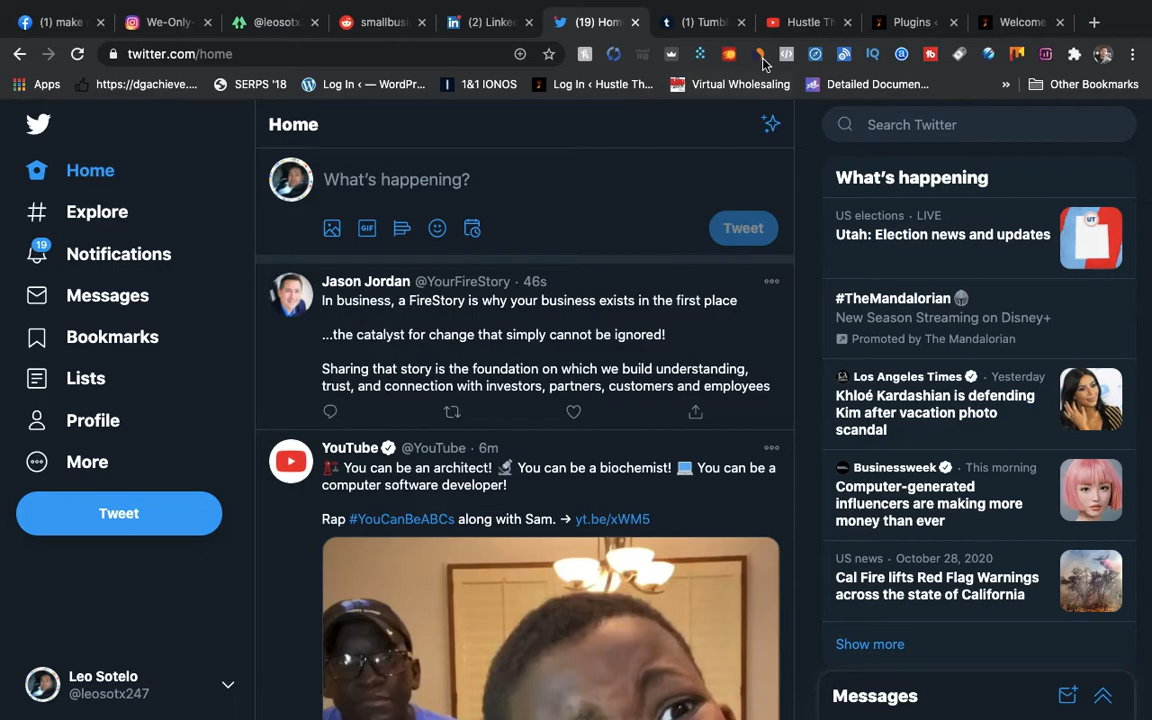 (1) make
We-Only-
@leosotx
smallbus
(2) Linke
(19) Hom
(1) Tumbl
Hustle Th
Plugins ‹
Welcome
twitter.com/home
Apps
https://dgachieve....
SERPS '18
Log In ‹ WordPr...
1&1 IONOS
Log In ‹ Hustle Th...
Virtual Wholesaling
Detailed Documen...
»
Other Bookmarks
Home
Explore
19
Notifications
Messages
Bookmarks
Lists
Profile
More
Tweet
Leo Sotelo
@leosotx247
Home
What's happening?
GIF
Tweet
Jason Jordan @YourFireStory · 46s
In business, a FireStory is why your business exists in the first place
...the catalyst for change that simply cannot be ignored!
Sharing that story is the foundation on which we build understanding,
trust, and connection with investors, partners, customers and employees
YouTube @YouTube · 6m
You can be an architect! You can be a biochemist! You can be a
computer software developer!
Rap #YouCanBeABCs along with Sam. → yt.be/xWM5
Search Twitter
What's happening
US elections · LIVE
Utah: Election news and updates
UT
#TheMandalorian
New Season Streaming on Disney+
Promoted by The Mandalorian
Los Angeles Times · Yesterday
Khloé Kardashian is defending
Kim after vacation photo
scandal
Businessweek · This morning
Computer-generated
influencers are making more
money than ever
US news · October 28, 2020
Cal Fire lifts Red Flag Warnings
across the state of California
Show more
Messages